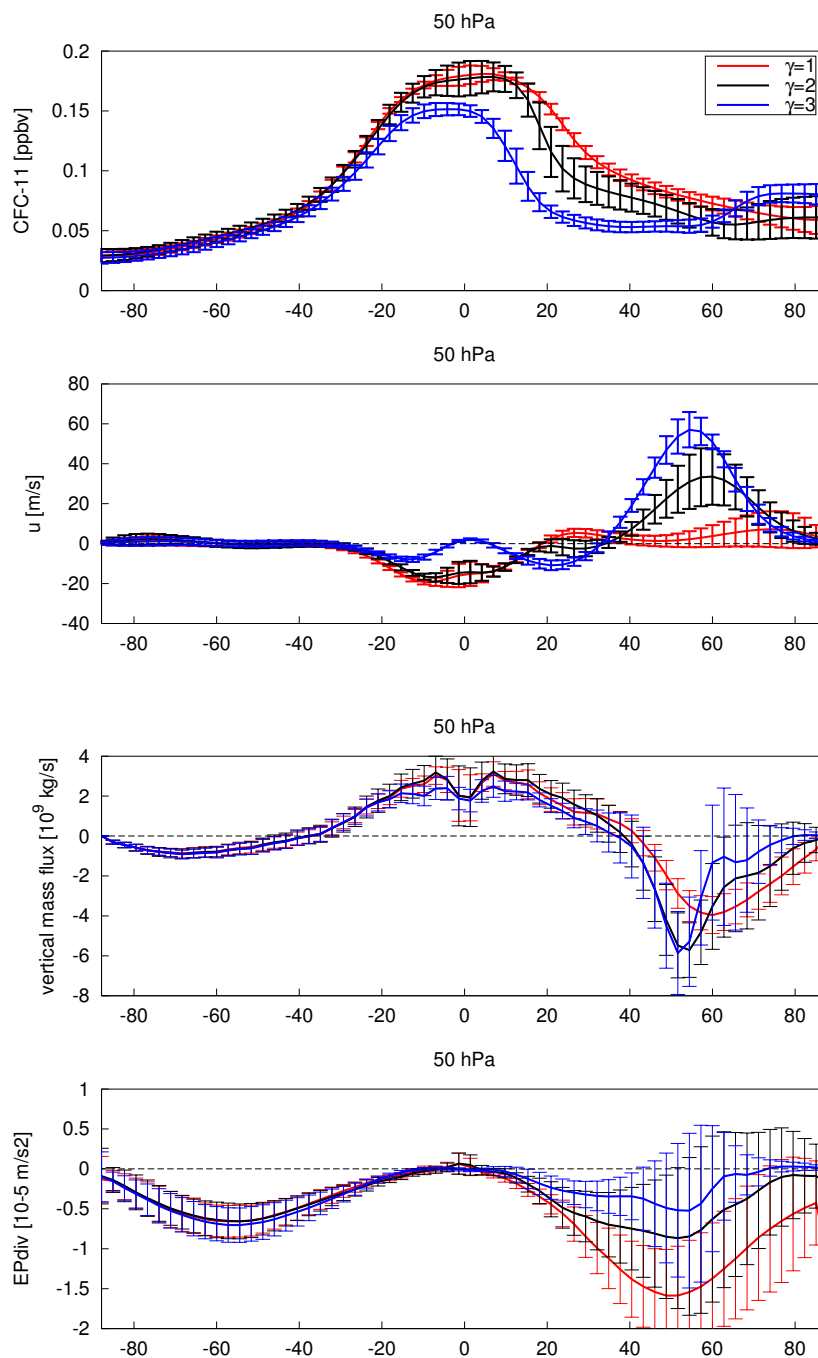 50 hPa
0.2
0.15
0.1
0.05
0
CFC-11 [ppbv]
γ=1
γ=2
γ=3
-80 -60 -40 -20 0 20 40 60 80
50 hPa
80
60
40
20
0
-20
-40
u [m/s]
-80 -60 -40 -20 0 20 40 60 80
50 hPa
4
2
0
-2
-4
-6
-8
vertical mass flux [10⁹ kg/s]
-80 -60 -40 -20 0 20 40 60 80
50 hPa
1
0.5
0
-0.5
-1
-1.5
-2
EPdiv [10-5 m/s2]
-80 -60 -40 -20 0 20 40 60 80